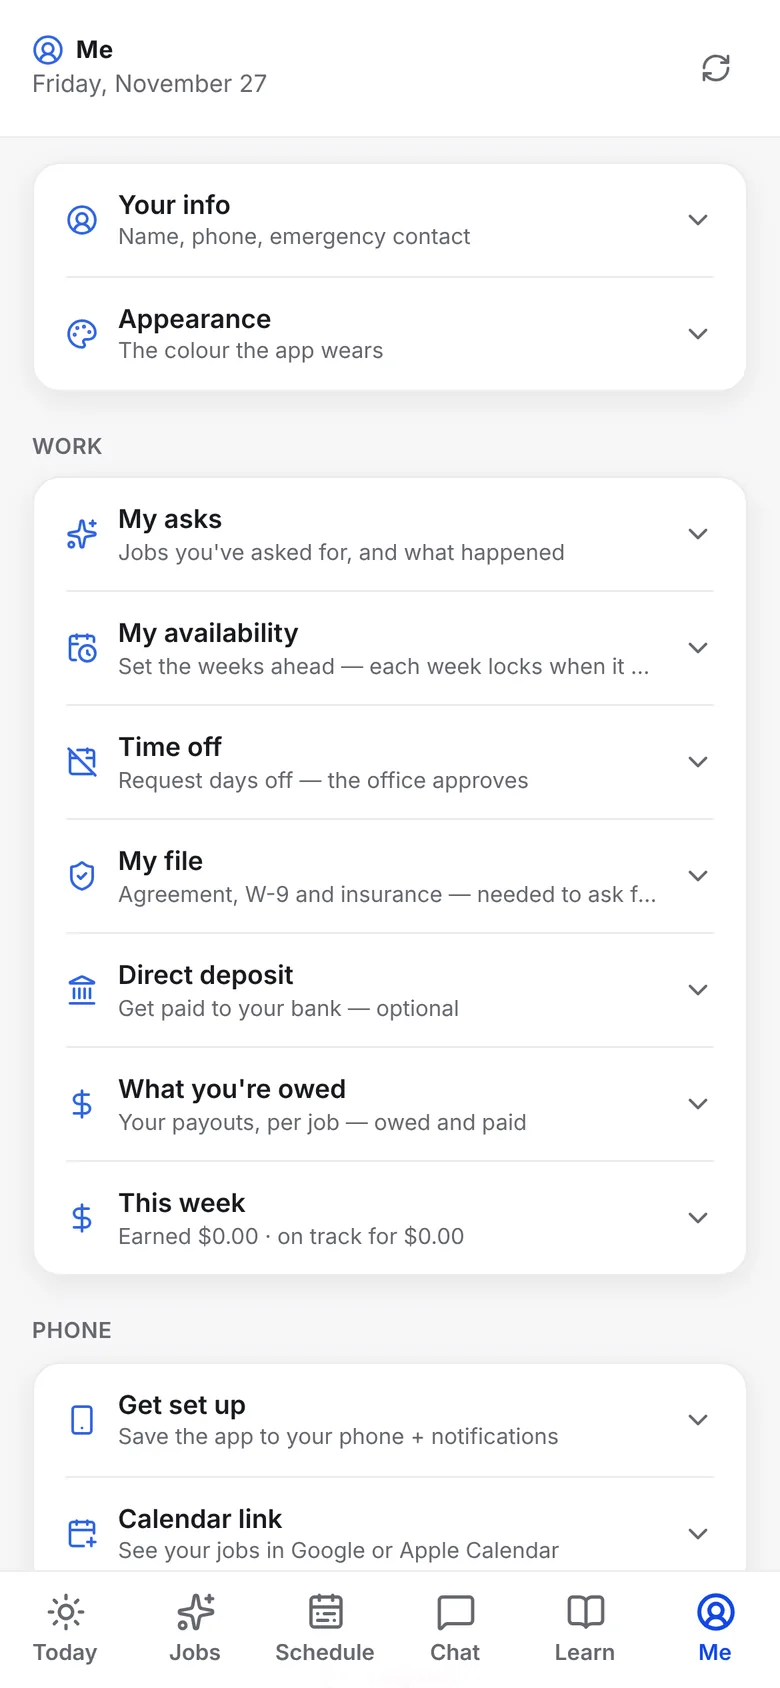 Me
Friday, November 27
Your info
Name, phone, emergency contact
Appearance
The colour the app wears
WORK
My asks
Jobs you've asked for, and what happened
My availability
Set the weeks ahead — each week locks when it ...
Time off
Request days off — the office approves
My file
Agreement, W-9 and insurance — needed to ask f...
Direct deposit
Get paid to your bank — optional
What you're owed
Your payouts, per job — owed and paid
This week
Earned $0.00 · on track for $0.00
PHONE
Get set up
Save the app to your phone + notifications
Calendar link
See your jobs in Google or Apple Calendar
Today
Jobs
Schedule
Chat
Learn
Me